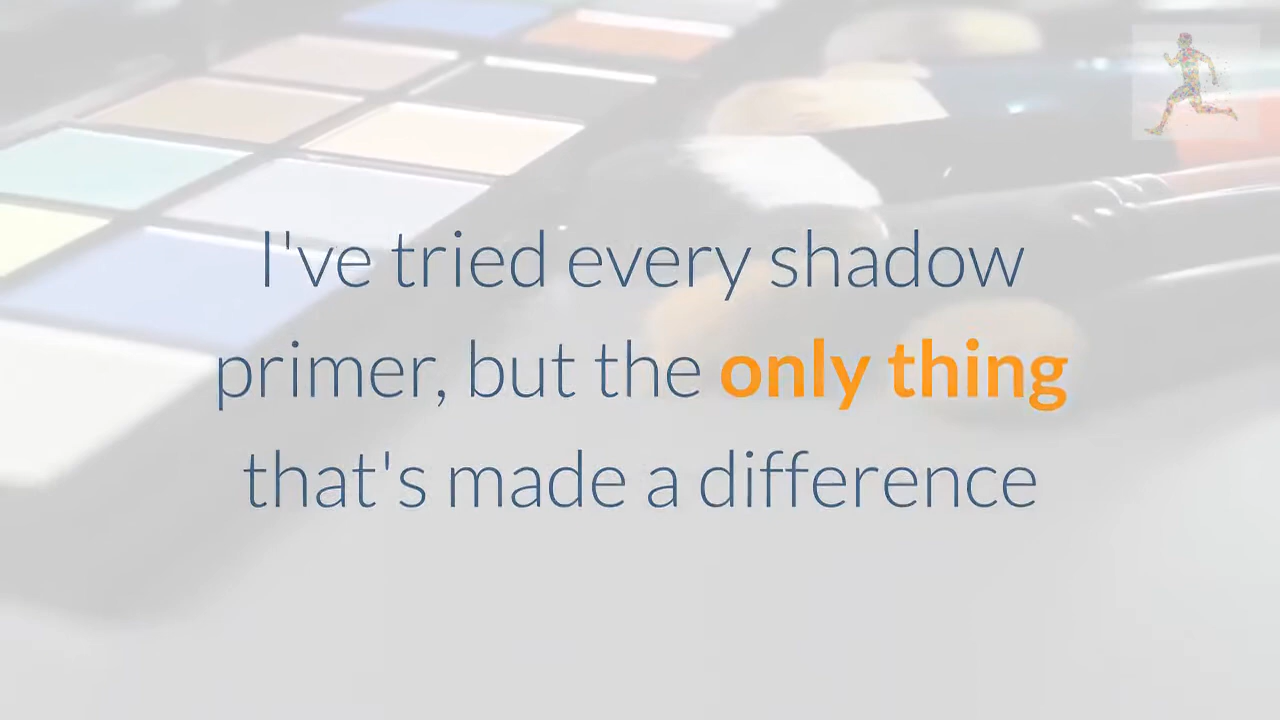 I've tried every shadow
primer, but the only thing
that's made a difference